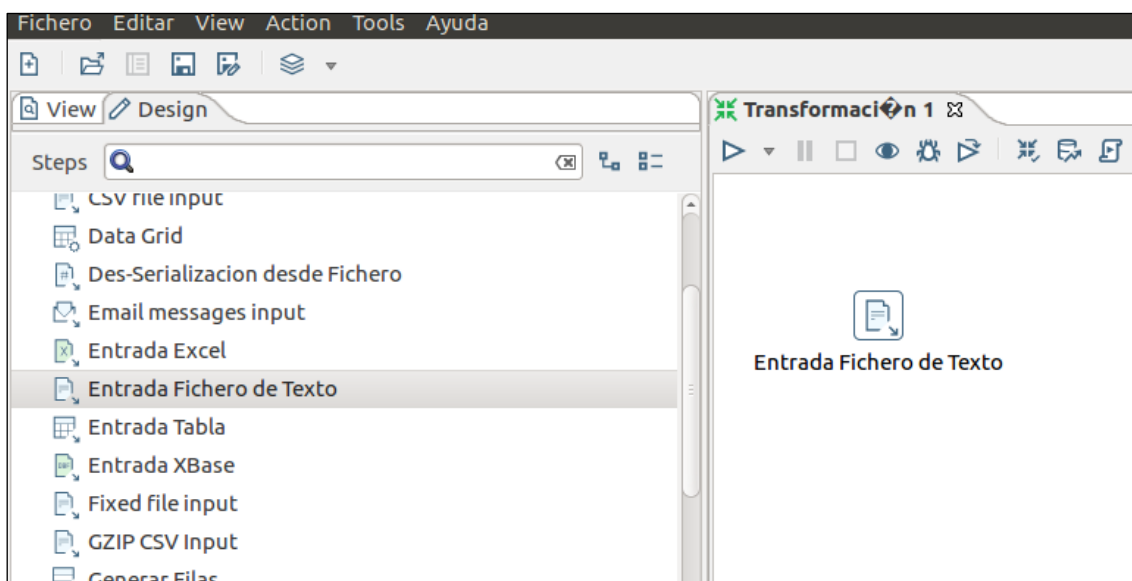 Fichero Editar View Action Tools Ayuda
View Design
Transformaci�n 1
Steps
CSV file input
Data Grid
Des-Serializacion desde Fichero
Email messages input
Entrada Excel
Entrada Fichero de Texto
Entrada Tabla
Entrada XBase
Fixed file input
GZIP CSV Input
Generar Filas
Entrada Fichero de Texto